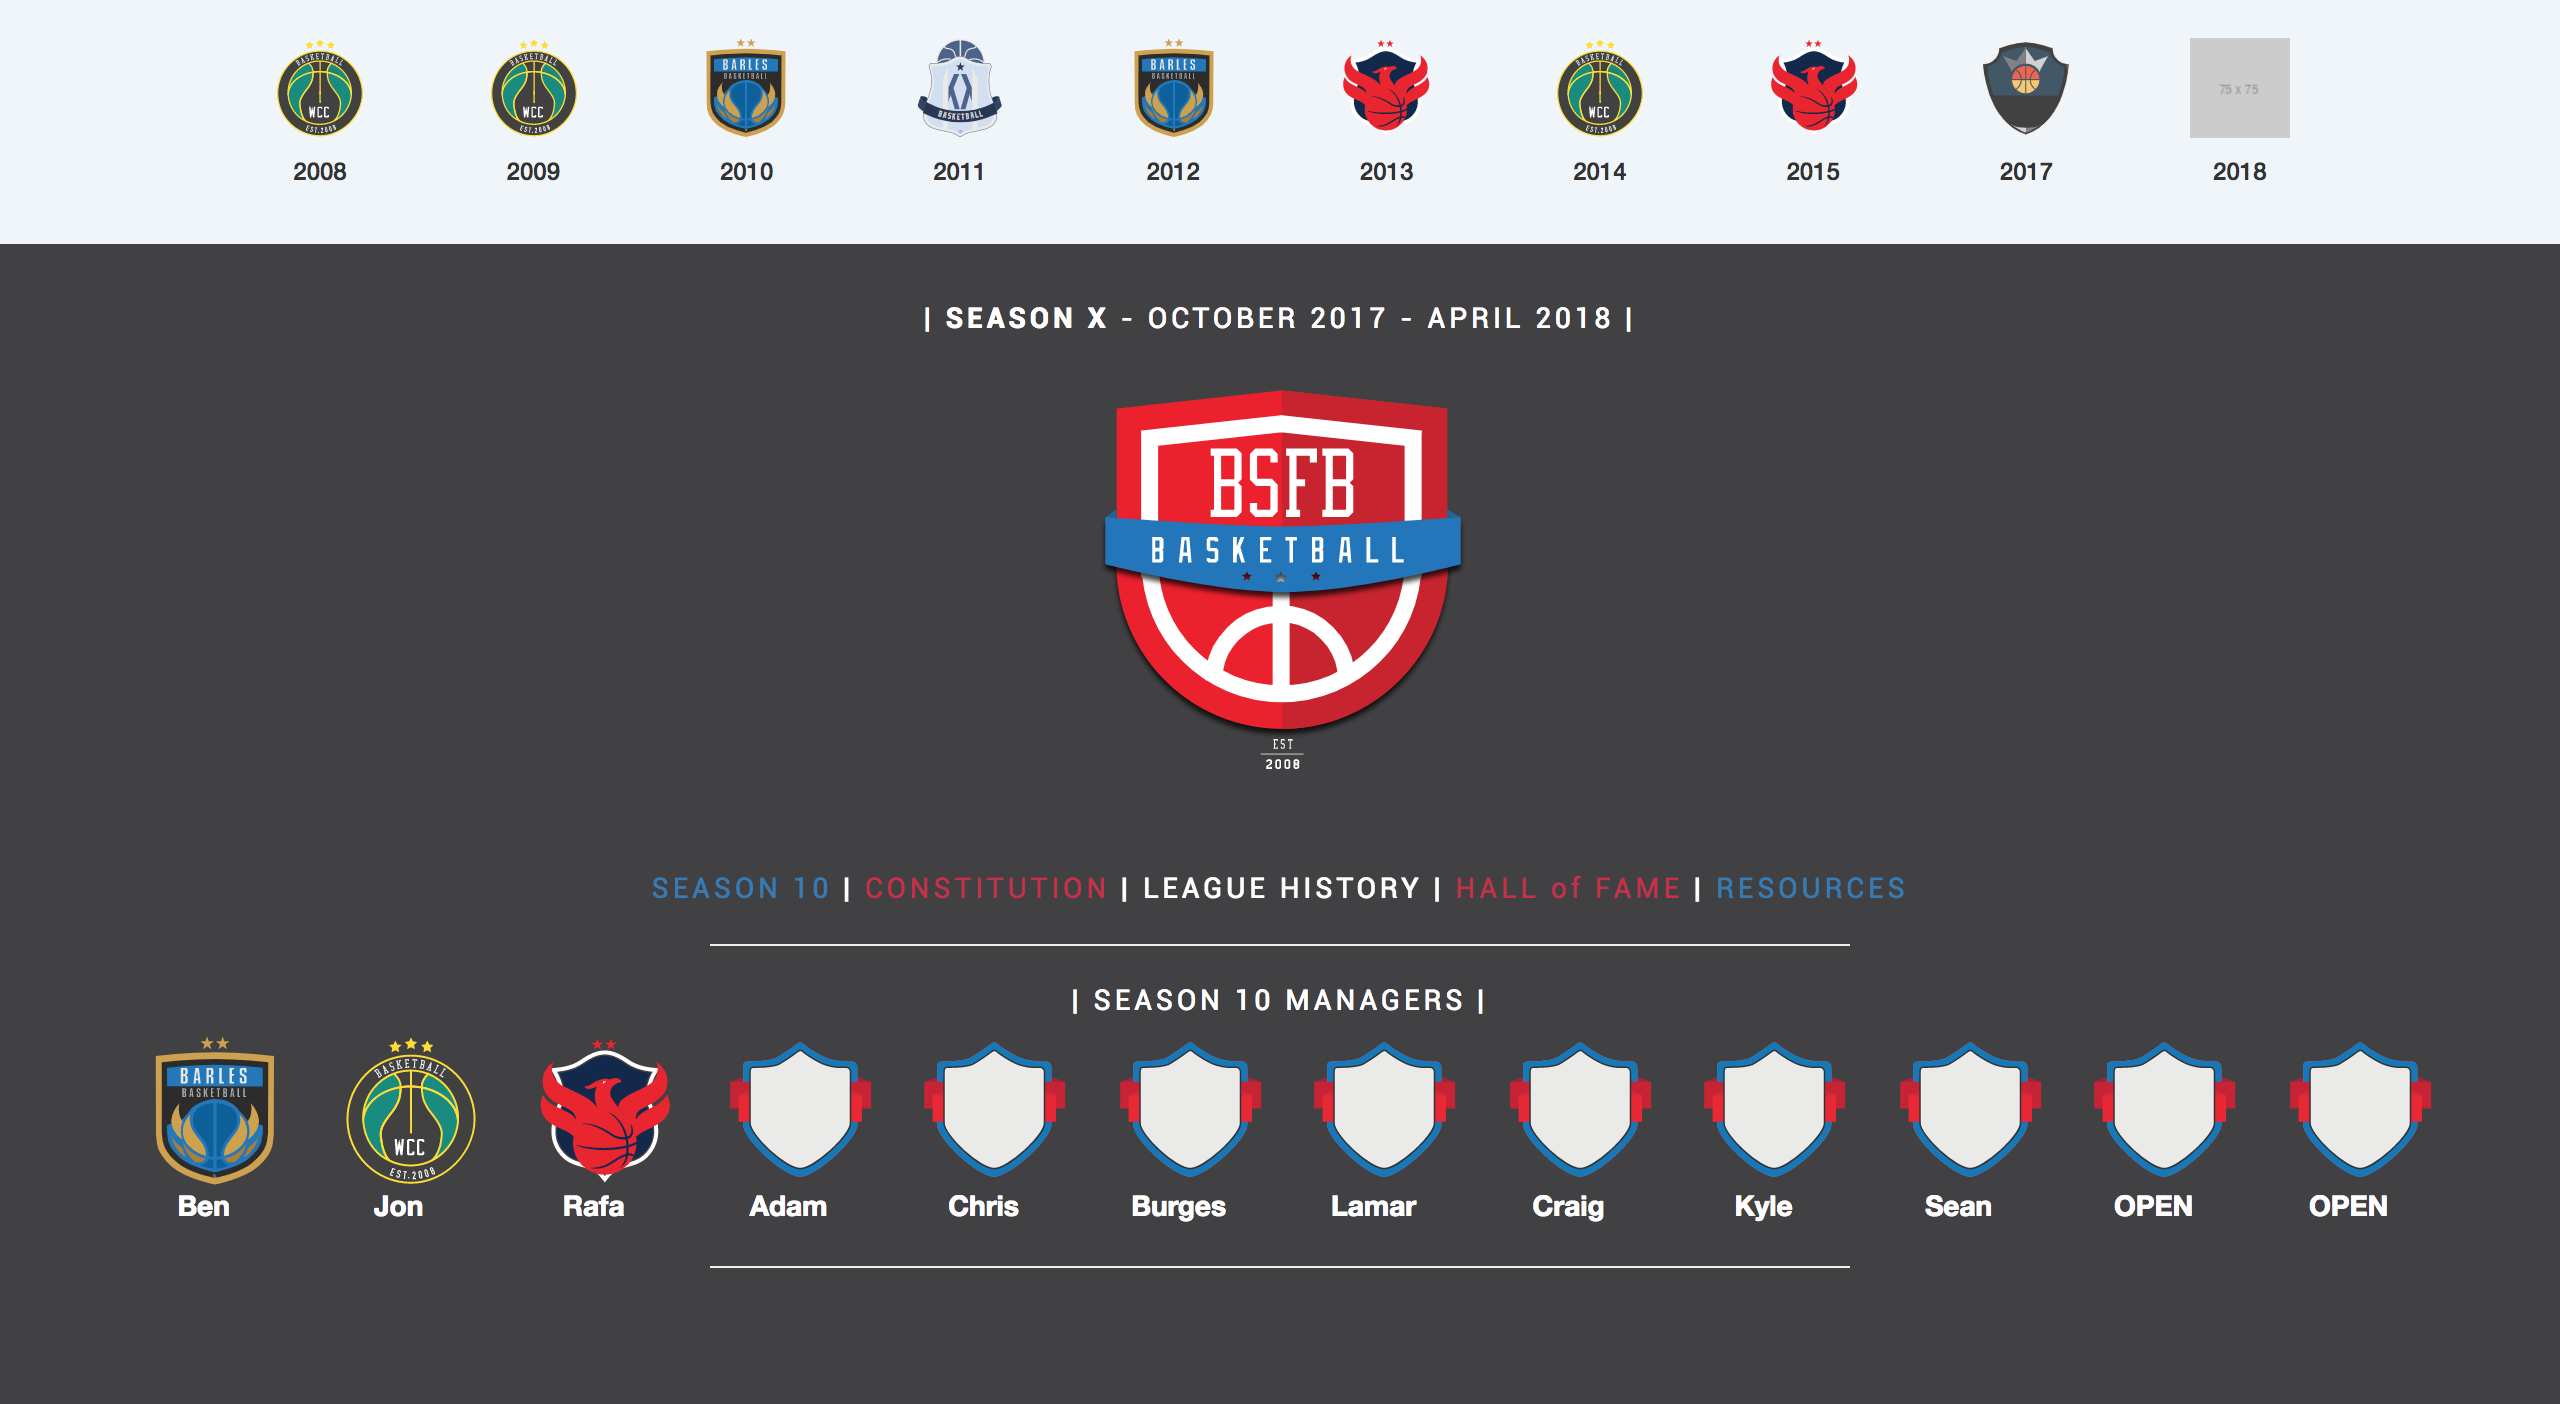 BASKETBALL WCC EST.2008
BASKETBALL WCC EST.2008
BARLES BASKETBALL
BASKETBALL
BARLES BASKETBALL
BASKETBALL WCC EST.2008
75 x 75
2008 2009 2010 2011 2012 2013 2014 2015 2017 2018
| SEASON X - OCTOBER 2017 - APRIL 2018 |
BSFB
BASKETBALL
EST
2008
SEASON 10 | CONSTITUTION | LEAGUE HISTORY | HALL of FAME | RESOURCES
| SEASON 10 MANAGERS |
BARLES
BASKETBALL
BASKETBALL
WCC
EST.2008
Ben Jon Rafa Adam Chris Burges Lamar Craig Kyle Sean OPEN OPEN